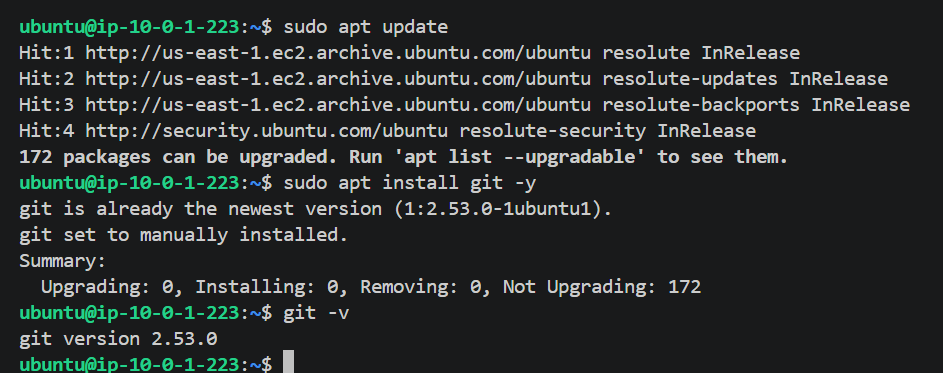 ubuntu@ip-10-0-1-223:~$ sudo apt update
Hit:1 http://us-east-1.ec2.archive.ubuntu.com/ubuntu resolute InRelease
Hit:2 http://us-east-1.ec2.archive.ubuntu.com/ubuntu resolute-updates InRelease
Hit:3 http://us-east-1.ec2.archive.ubuntu.com/ubuntu resolute-backports InRelease
Hit:4 http://security.ubuntu.com/ubuntu resolute-security InRelease
172 packages can be upgraded. Run 'apt list --upgradable' to see them.
ubuntu@ip-10-0-1-223:~$ sudo apt install git -y
git is already the newest version (1:2.53.0-1ubuntu1).
git set to manually installed.
Summary:
  Upgrading: 0, Installing: 0, Removing: 0, Not Upgrading: 172
ubuntu@ip-10-0-1-223:~$ git -v
git version 2.53.0
ubuntu@ip-10-0-1-223:~$